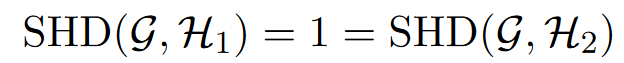 SHD(𝒢, ℋ₁) = 1 = SHD(𝒢, ℋ₂)